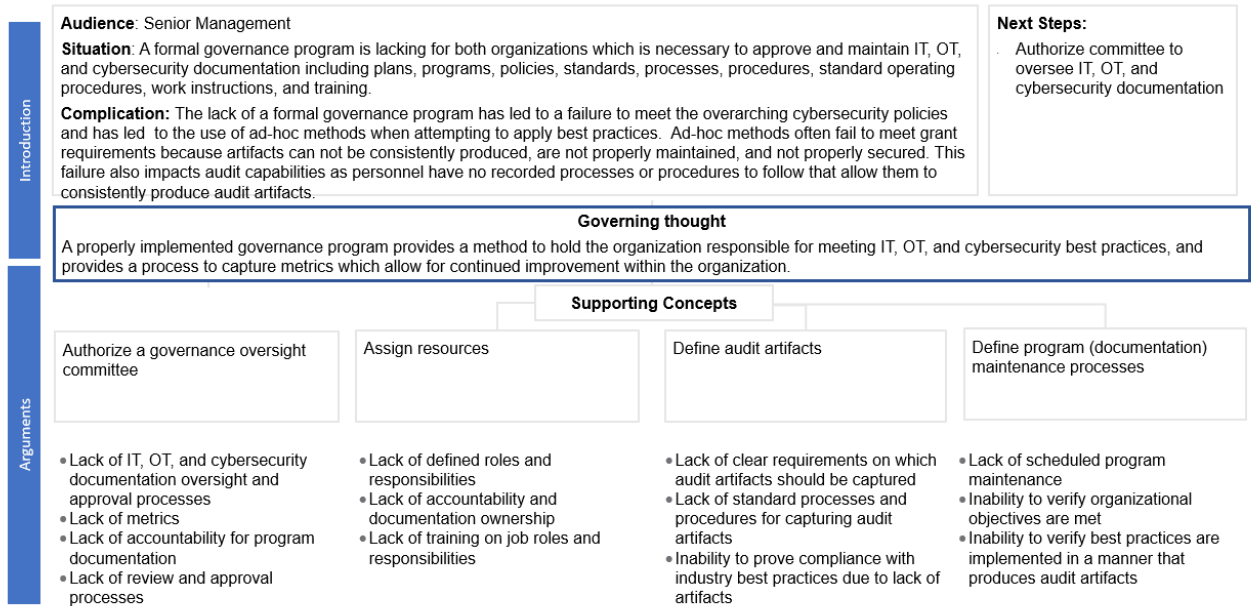 Introduction
Audience: Senior Management
Situation: A formal governance program is lacking for both organizations which is necessary to approve and maintain IT, OT,
and cybersecurity documentation including plans, programs, policies, standards, processes, procedures, standard operating
procedures, work instructions, and training.
Complication: The lack of a formal governance program has led to a failure to meet the overarching cybersecurity policies
and has led to the use of ad-hoc methods when attempting to apply best practices. Ad-hoc methods often fail to meet grant
requirements because artifacts can not be consistently produced, are not properly maintained, and not properly secured. This
failure also impacts audit capabilities as personnel have no recorded processes or procedures to follow that allow them to
consistently produce audit artifacts.
Next Steps:
Authorize committee to
oversee IT, OT, and
cybersecurity documentation
Governing thought
A properly implemented governance program provides a method to hold the organization responsible for meeting IT, OT, and cybersecurity best practices, and
provides a process to capture metrics which allow for continued improvement within the organization.
Arguments
Supporting Concepts
Authorize a governance oversight
committee
• Lack of IT, OT, and cybersecurity
documentation oversight and
approval processes
• Lack of metrics
• Lack of accountability for program
documentation
• Lack of review and approval
processes
Assign resources
• Lack of defined roles and
responsibilities
• Lack of accountability and
documentation ownership
• Lack of training on job roles and
responsibilities
Define audit artifacts
• Lack of clear requirements on which
audit artifacts should be captured
• Lack of standard processes and
procedures for capturing audit
artifacts
• Inability to prove compliance with
industry best practices due to lack of
artifacts
Define program (documentation)
maintenance processes
• Lack of scheduled program
maintenance
• Inability to verify organizational
objectives are met
• Inability to verify best practices are
implemented in a manner that
produces audit artifacts